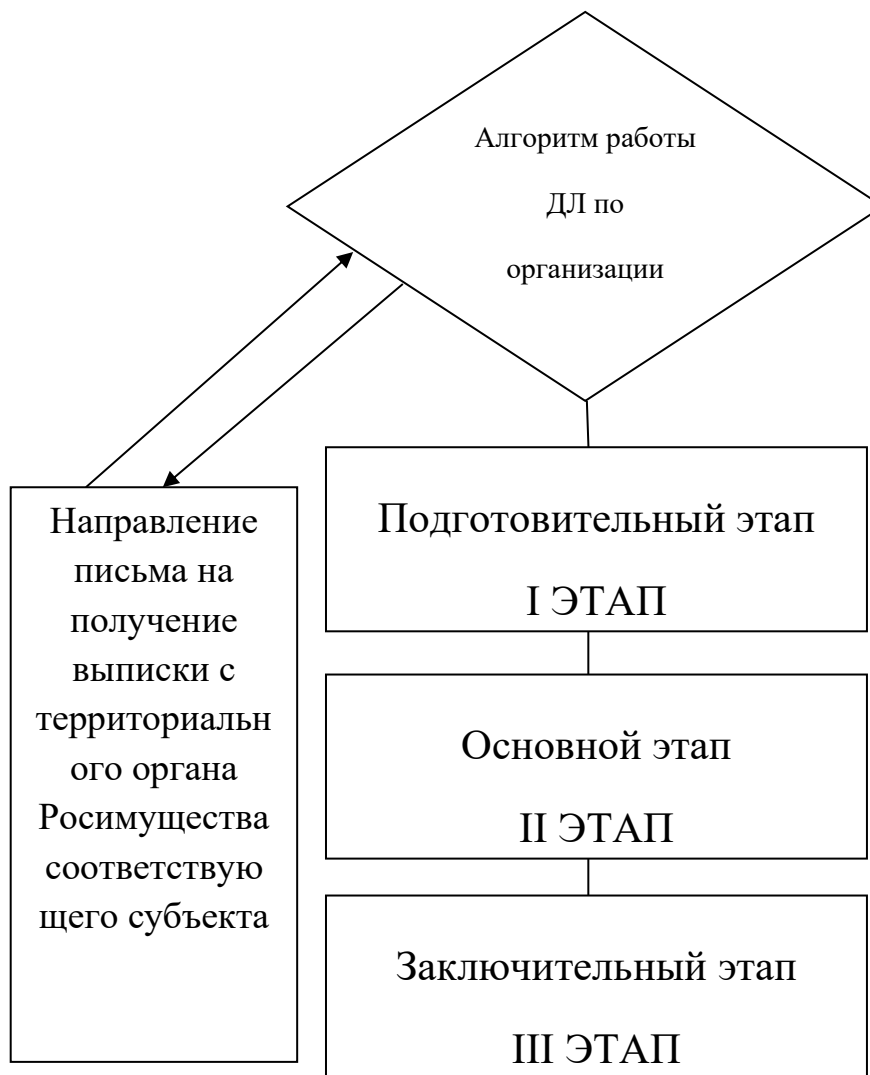 Алгоритм работы
ДЛ по
организации
Направление
письма на
получение
выписки с
территориальн
ого органа
Росимущества
соответствую
щего субъекта
Подготовительный этап
I ЭТАП
Основной этап
II ЭТАП
Заключительный этап
III ЭТАП